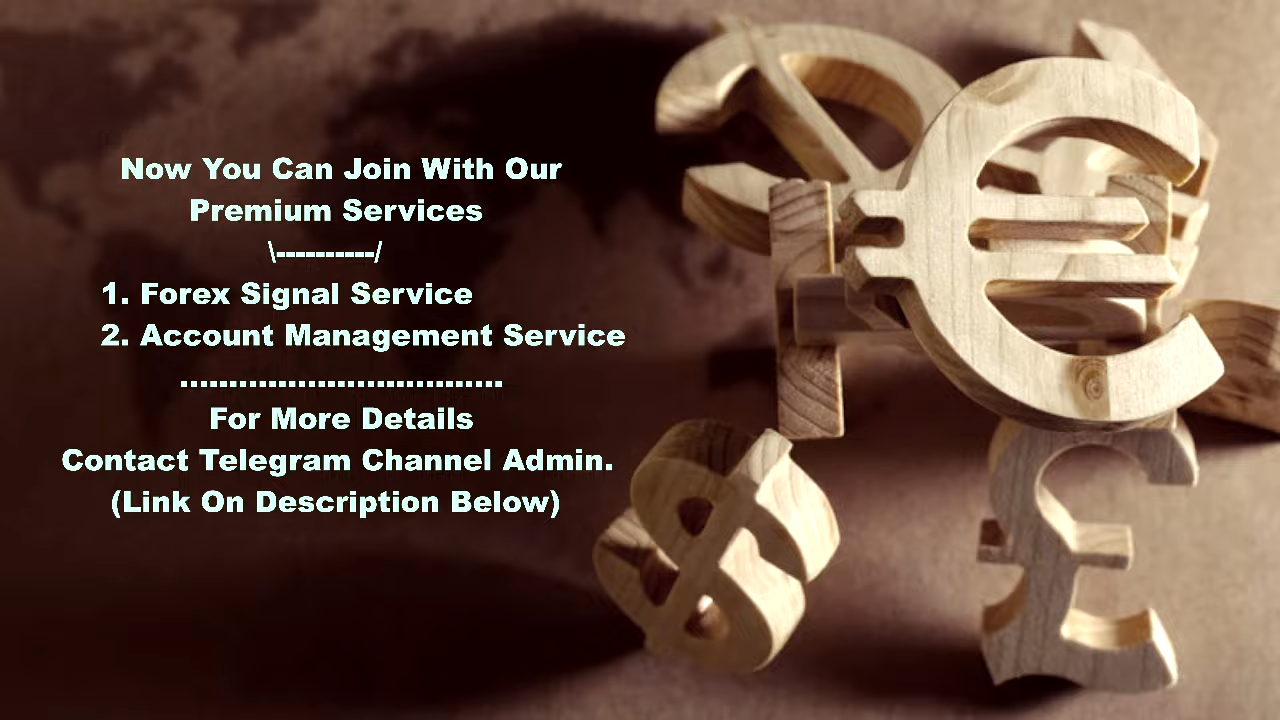 Now You Can Join With Our
Premium Services
\----------/
1. Forex Signal Service
2. Account Management Service
.................................
For More Details
Contact Telegram Channel Admin.
(Link On Description Below)